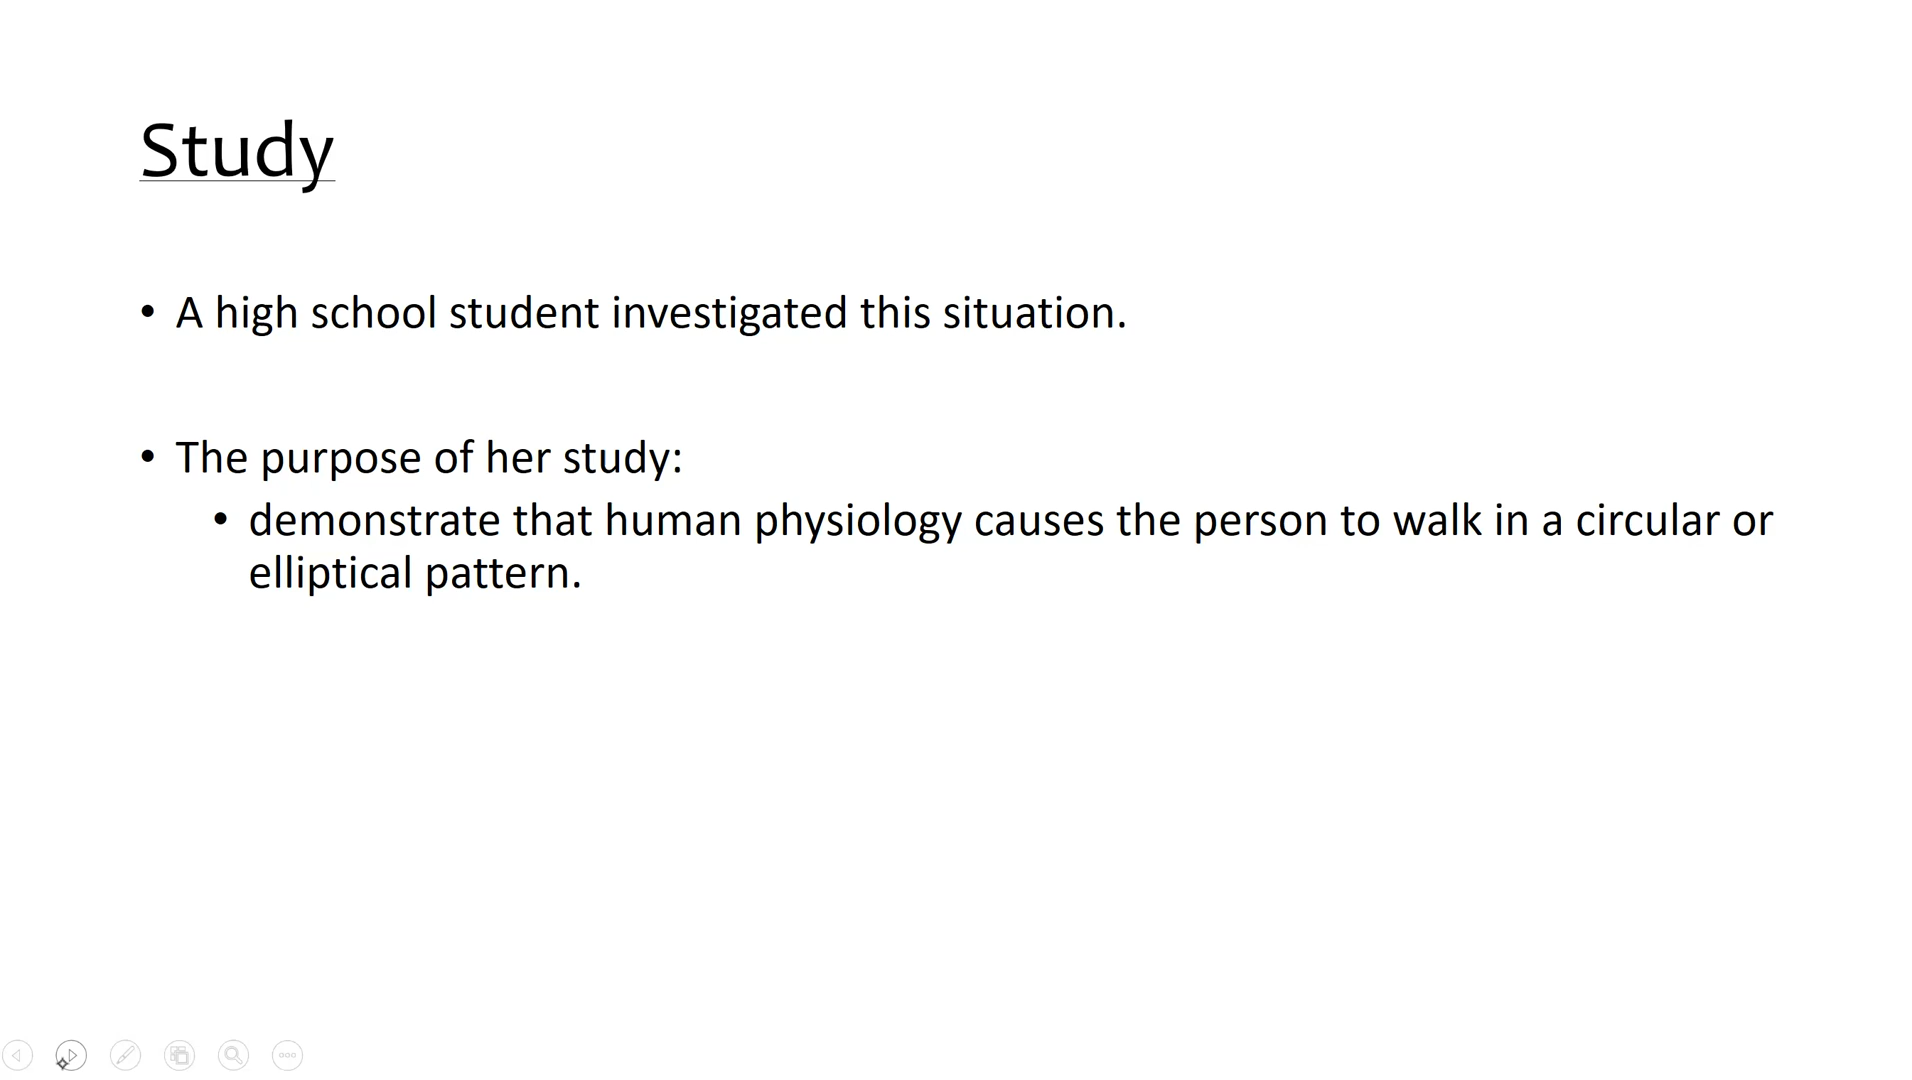 Study
• A high school student investigated this situation.
• The purpose of her study:
• demonstrate that human physiology causes the person to walk in a circular or
elliptical pattern.